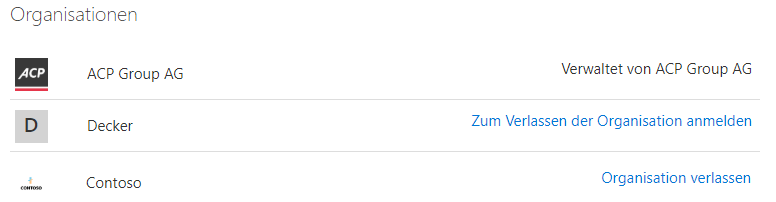 Organisationen
ACP ACP Group AG Verwaltet von ACP Group AG
D Decker Zum Verlassen der Organisation anmelden
CONTOSO Contoso Organisation verlassen